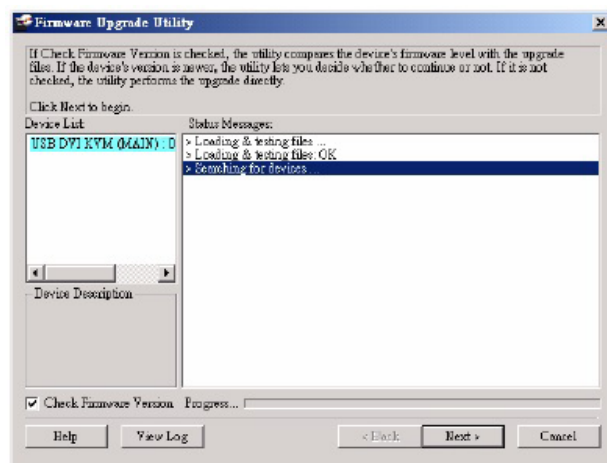 Firmware Upgrade Utility
If Check Firmware Version is checked, the utility compares the device's firmware level with the upgrade
files. If the device's version is newer, the utility lets you decide whether to continue or not. If it is not
checked, the utility performs the upgrade directly.
Click Next to begin.
Device List:
Status Messages:
USB DVI KVM (MAIN) : 0
> Loading & testing files ...
> Loading & testing files: OK
> Searching for devices ...
Device Description
Check Firmware Version
Progress...
Help
View Log
< Back
Next >
Cancel